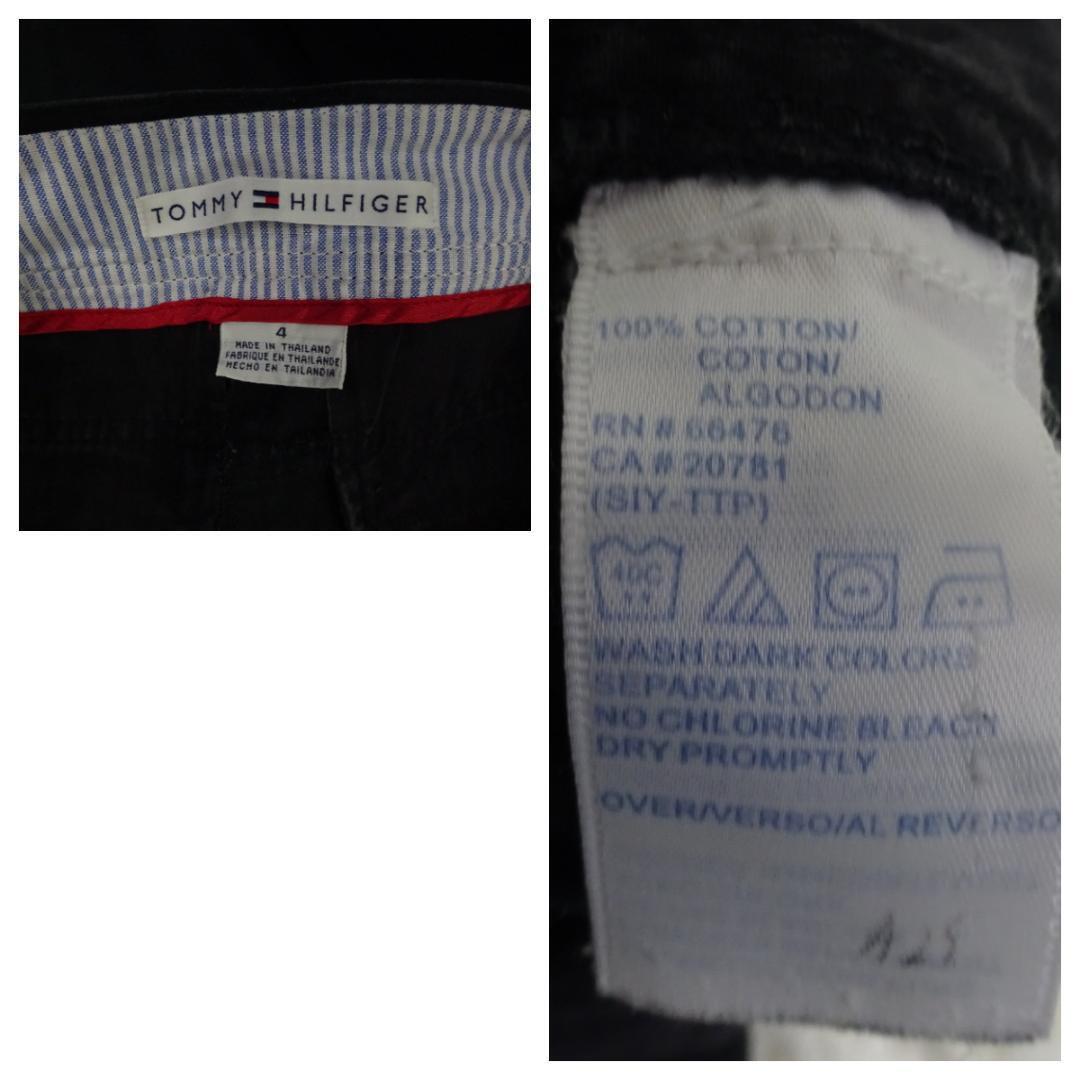 TOMMY HILFIGER
4
MADE IN THAILAND
FABRIQUE EN THAILANDE
HECHO EN TAILANDIA
100% COTTON/
COTON/
ALGODON
RN # 66476
CA # 20781
(SIY-TTP)
40C
WASH DARK COLORS
SEPARATELY
NO CHLORINE BLEACH
DRY PROMPTLY
OVER/VERSO/AL REVERSO